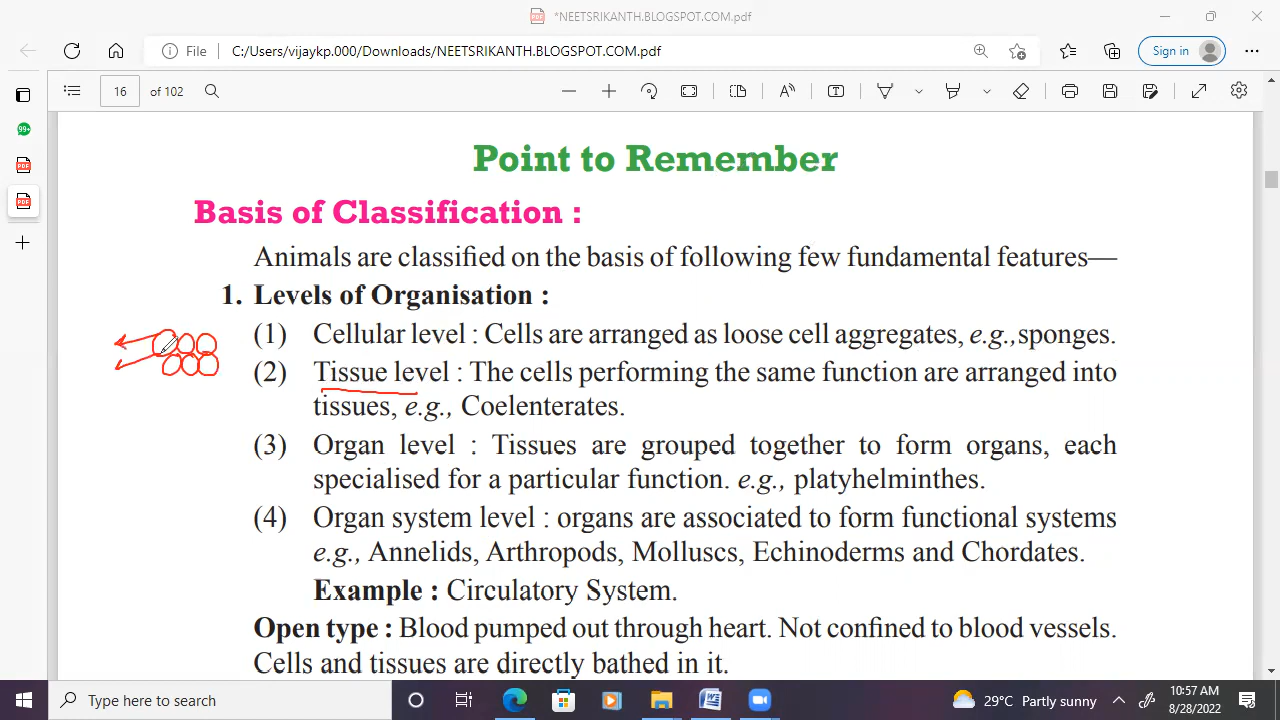 *NEETSRIKANTH.BLOGSPOT.COM.pdf
File
C:/Users/vijaykp.000/Downloads/NEETSRIKANTH.BLOGSPOT.COM.pdf
Sign in
16 of 102
99+
Point to Remember
Basis of Classification :
Animals are classified on the basis of following few fundamental features—
1. Levels of Organisation :
(1) Cellular level : Cells are arranged as loose cell aggregates, e.g.,sponges.
(2) Tissue level : The cells performing the same function are arranged into
tissues, e.g., Coelenterates.
(3) Organ level : Tissues are grouped together to form organs, each
specialised for a particular function. e.g., platyhelminthes.
(4) Organ system level : organs are associated to form functional systems
e.g., Annelids, Arthropods, Molluscs, Echinoderms and Chordates.
Example : Circulatory System.
Open type : Blood pumped out through heart. Not confined to blood vessels.
Cells and tissues are directly bathed in it.
Type here to search
29°C Partly sunny
10:57 AM
8/28/2022